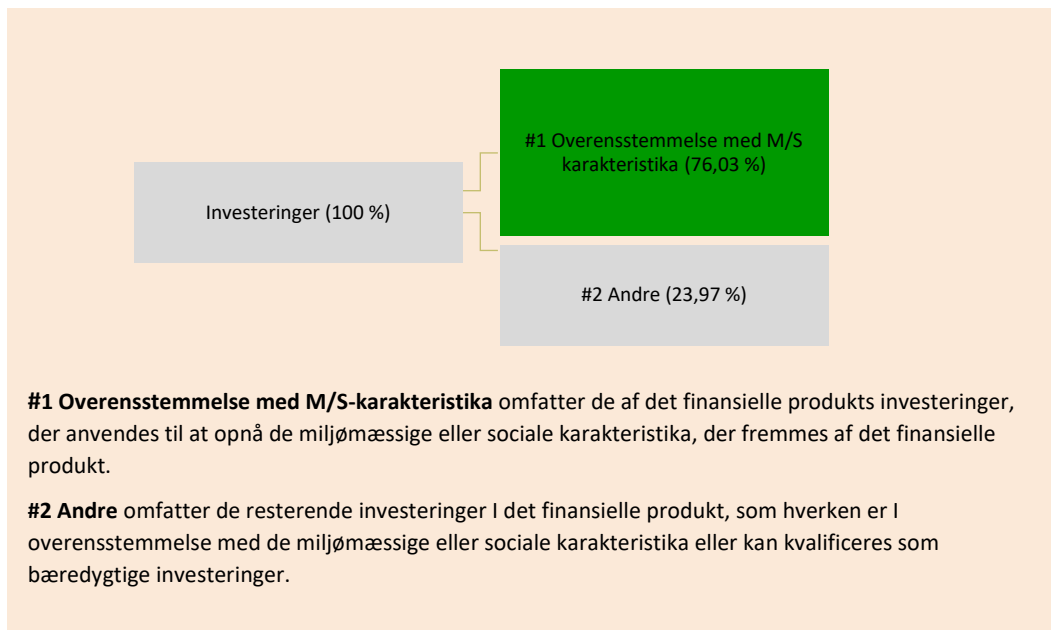 #1 Overensstemmelse med M/S
karakteristika (76,03 %)
Investeringer (100 %)
#2 Andre (23,97 %)
#1 Overensstemmelse med M/S-karakteristika omfatter de af det finansielle produkts investeringer,
der anvendes til at opnå de miljømæssige eller sociale karakteristika, der fremmes af det finansielle
produkt.
#2 Andre omfatter de resterende investeringer I det finansielle produkt, som hverken er I
overensstemmelse med de miljømæssige eller sociale karakteristika eller kan kvalificeres som
bæredygtige investeringer.